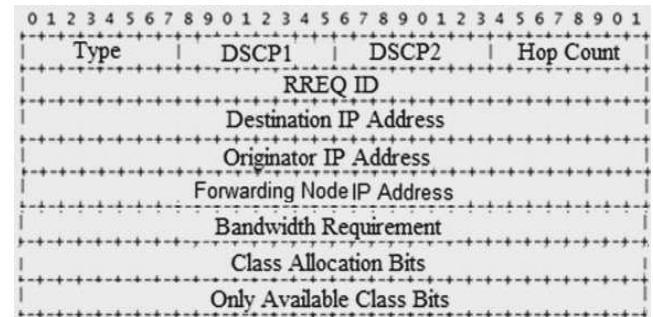 0 1 2 3 4 5 6 7 8 9 0 1 2 3 4 5 6 7 8 9 0 1 2 3 4 5 6 7 8 9 0 1
Type | DSCP1 | DSCP2 | Hop Count
RREQ ID
Destination IP Address
Originator IP Address
Forwarding Node IP Address
Bandwidth Requirement
Class Allocation Bits
Only Available Class Bits